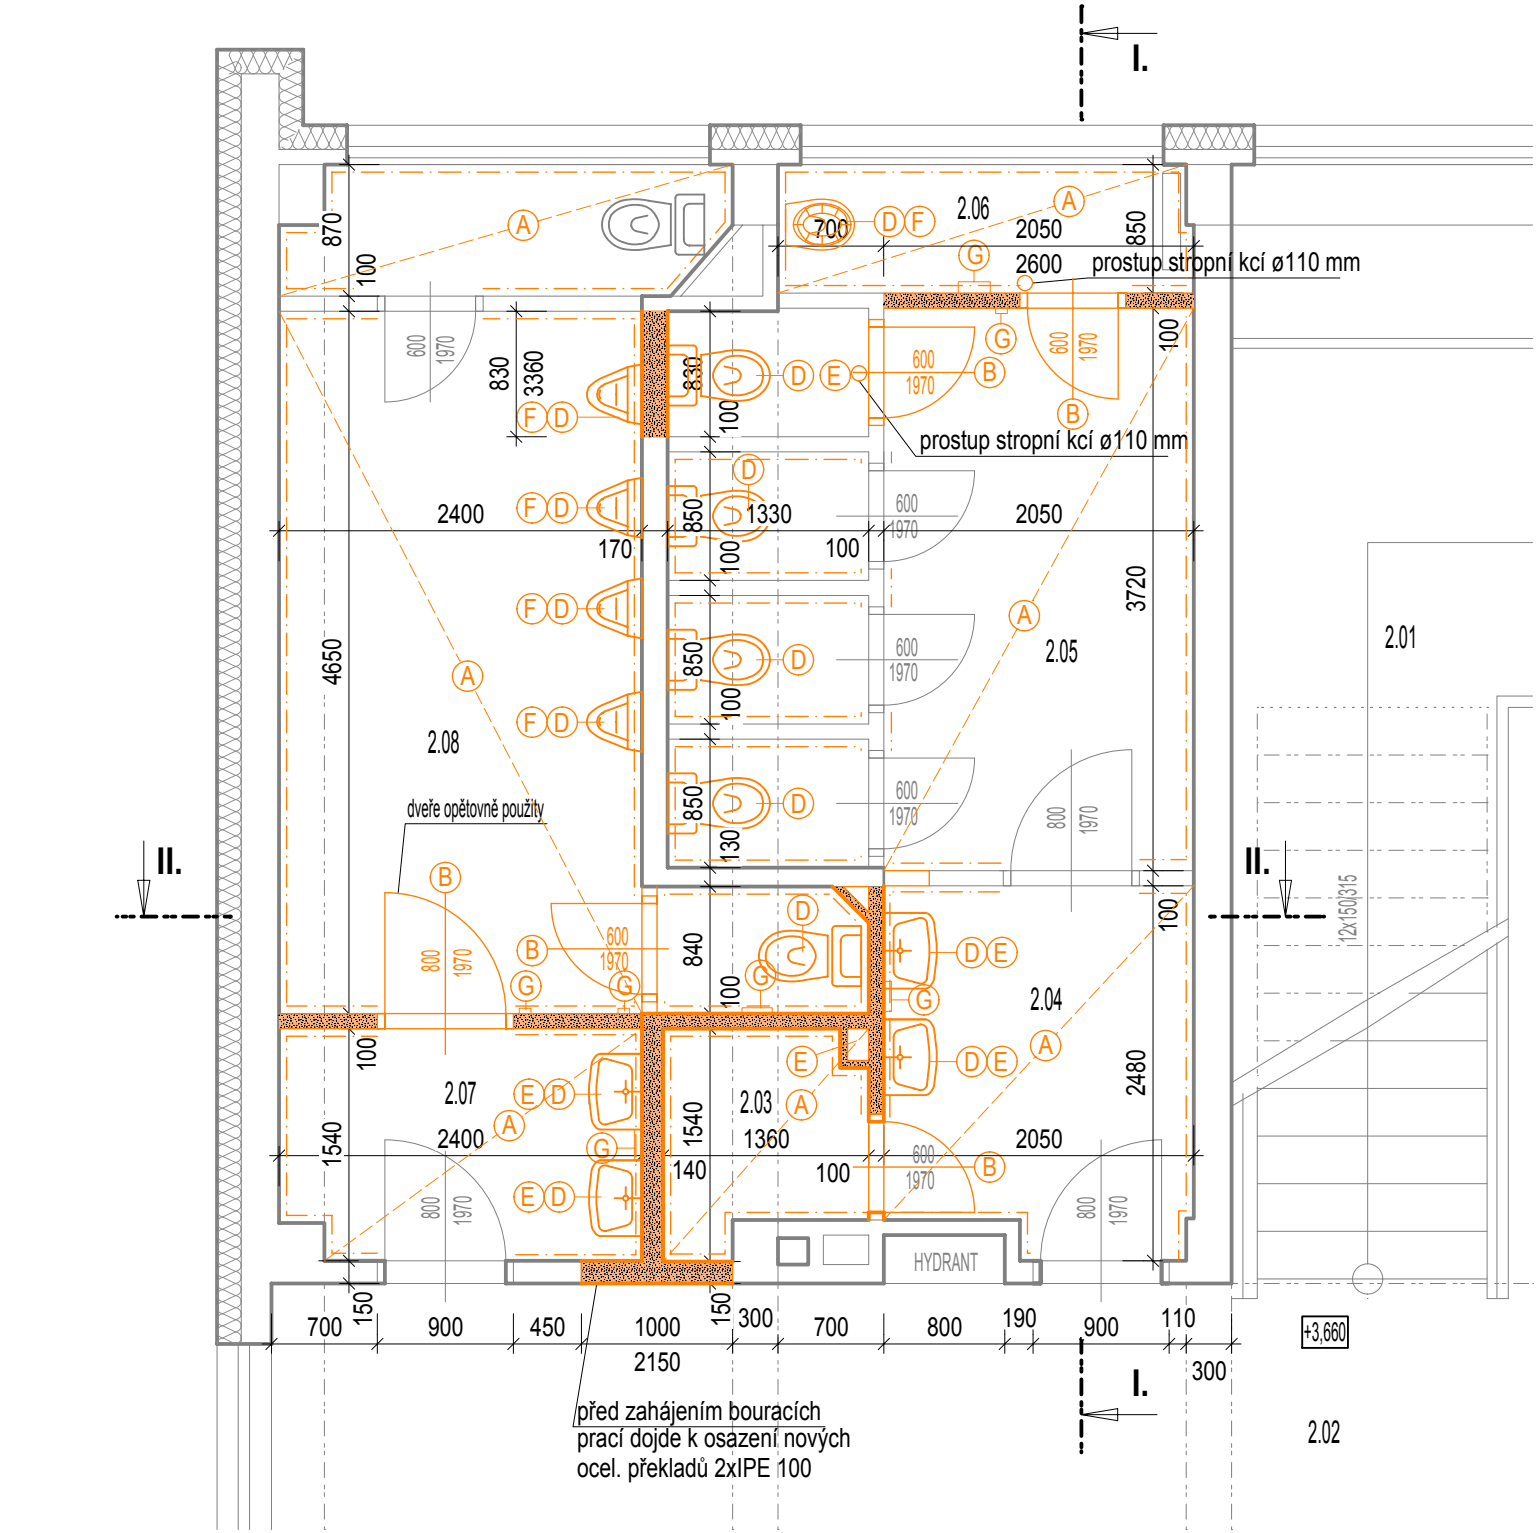 I.
A
D
F
700
2.06
A
2050
850
870
100
G
2600
prostup stropní kcí ø110 mm
600
1970
830
3360
830
100
D
E
600
1970
B
G
600
1970
B
100
F
D
prostup stropní kcí ø110 mm
D
F
D
2400
170
850
100
1330
100
600
1970
2050
3720
F
D
A
4650
A
850
100
D
600
1970
2.05
2.01
F
D
2.08
dveře opětovně použity
850
130
D
600
1970
800
1970
II.
B
II.
12x150/315
100
D
B
600
1970
840
100
800
1970
G
G
G
D
E
G
2.04
A
100
2.07
E
D
E
D
E
2.03
A
2480
A
1540
2400
G
1540
1360
140
100
2050
E
D
600
1970
B
800
1970
800
1970
HYDRANT
150
150
700
900
450
1000
300
700
800
190
900
110
+3,660
2150
300
I.
před zahájením bouracích
prací dojde k osazení nových
ocel. překladů 2xIPE 100
2.02